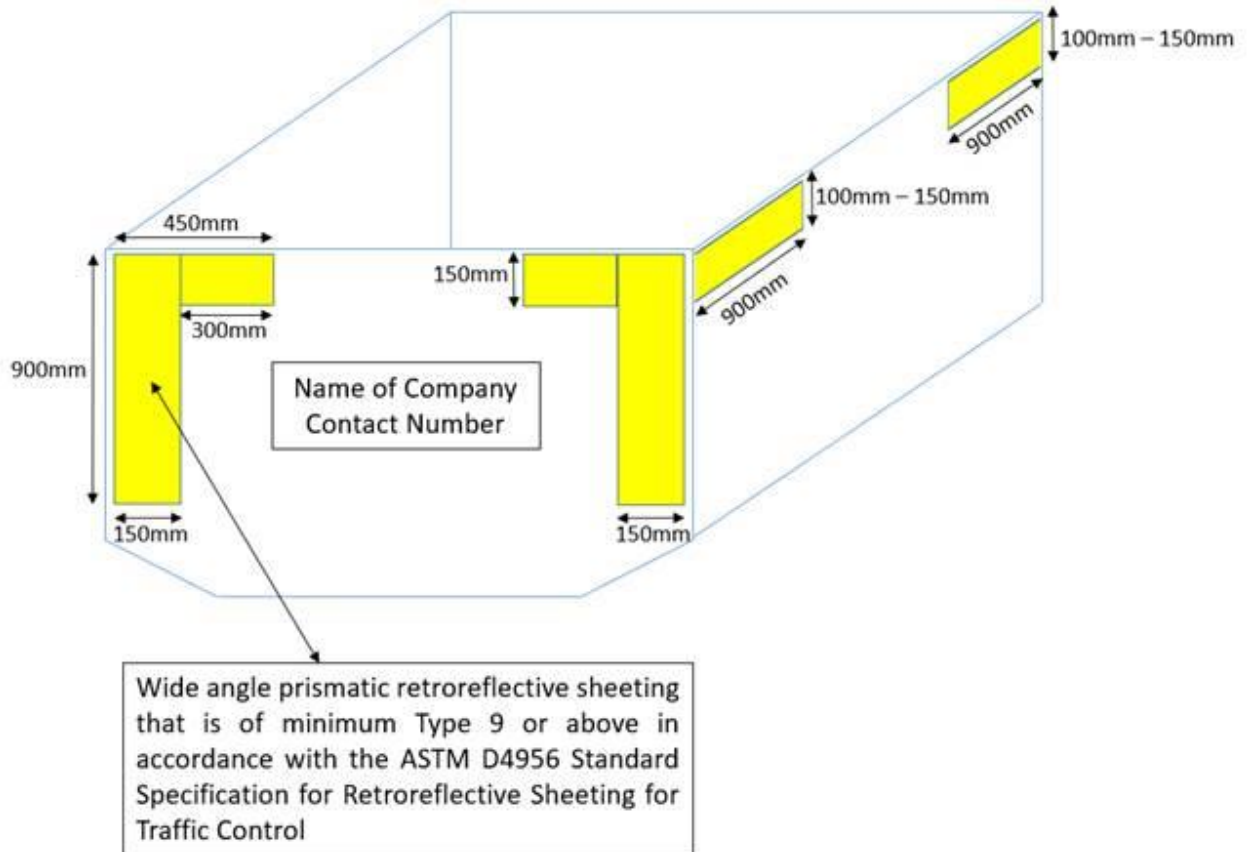 100mm – 150mm
900mm
100mm – 150mm
450mm
150mm
900mm
300mm
900mm
Name of Company
Contact Number
150mm
150mm
Wide angle prismatic retroreflective sheeting
that is of minimum Type 9 or above in
accordance with the ASTM D4956 Standard
Specification for Retroreflective Sheeting for
Traffic Control